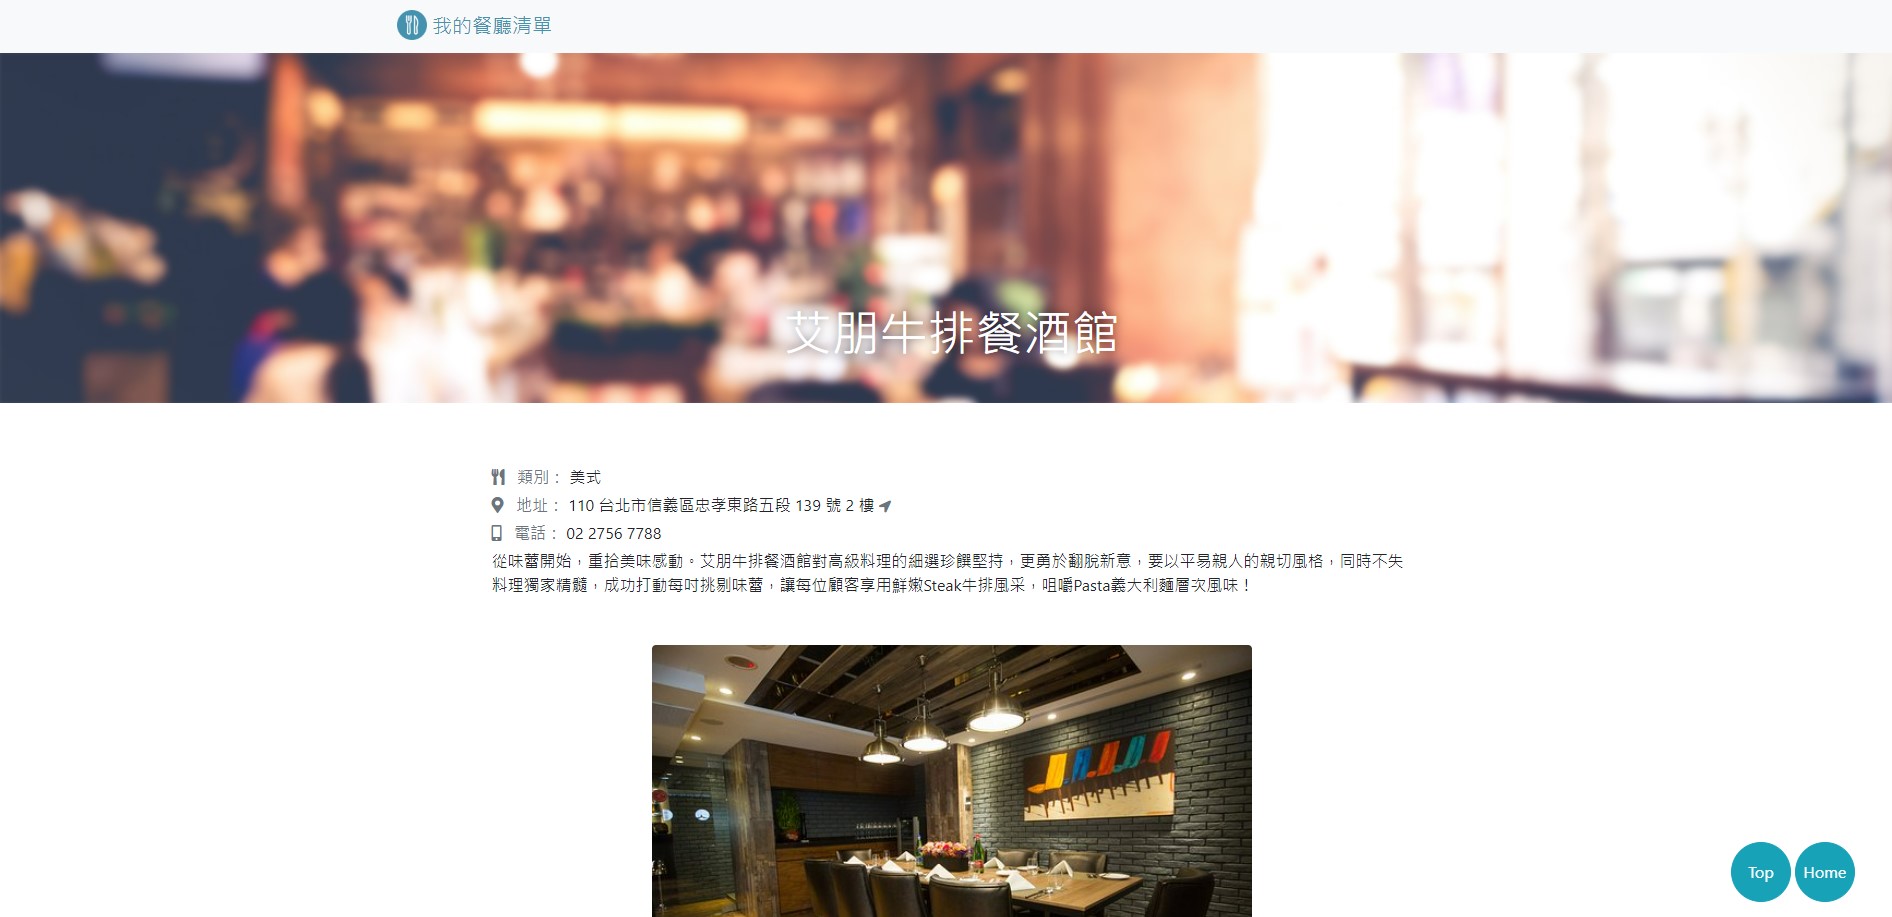 我的餐廳清單
艾朋牛排餐酒館
類別： 美式
地址： 110 台北市信義區忠孝東路五段 139 號 2 樓
電話： 02 2756 7788
從味蕾開始，重拾美味感動。艾朋牛排餐酒館對高級料理的細選珍饌堅持，更勇於翻脫新意，要以平易親人的親切風格，同時不失
料理獨家精髓，成功打動每吋挑剔味蕾，讓每位顧客享用鮮嫩Steak牛排風采，咀嚼Pasta義大利麵層次風味！
Top Home